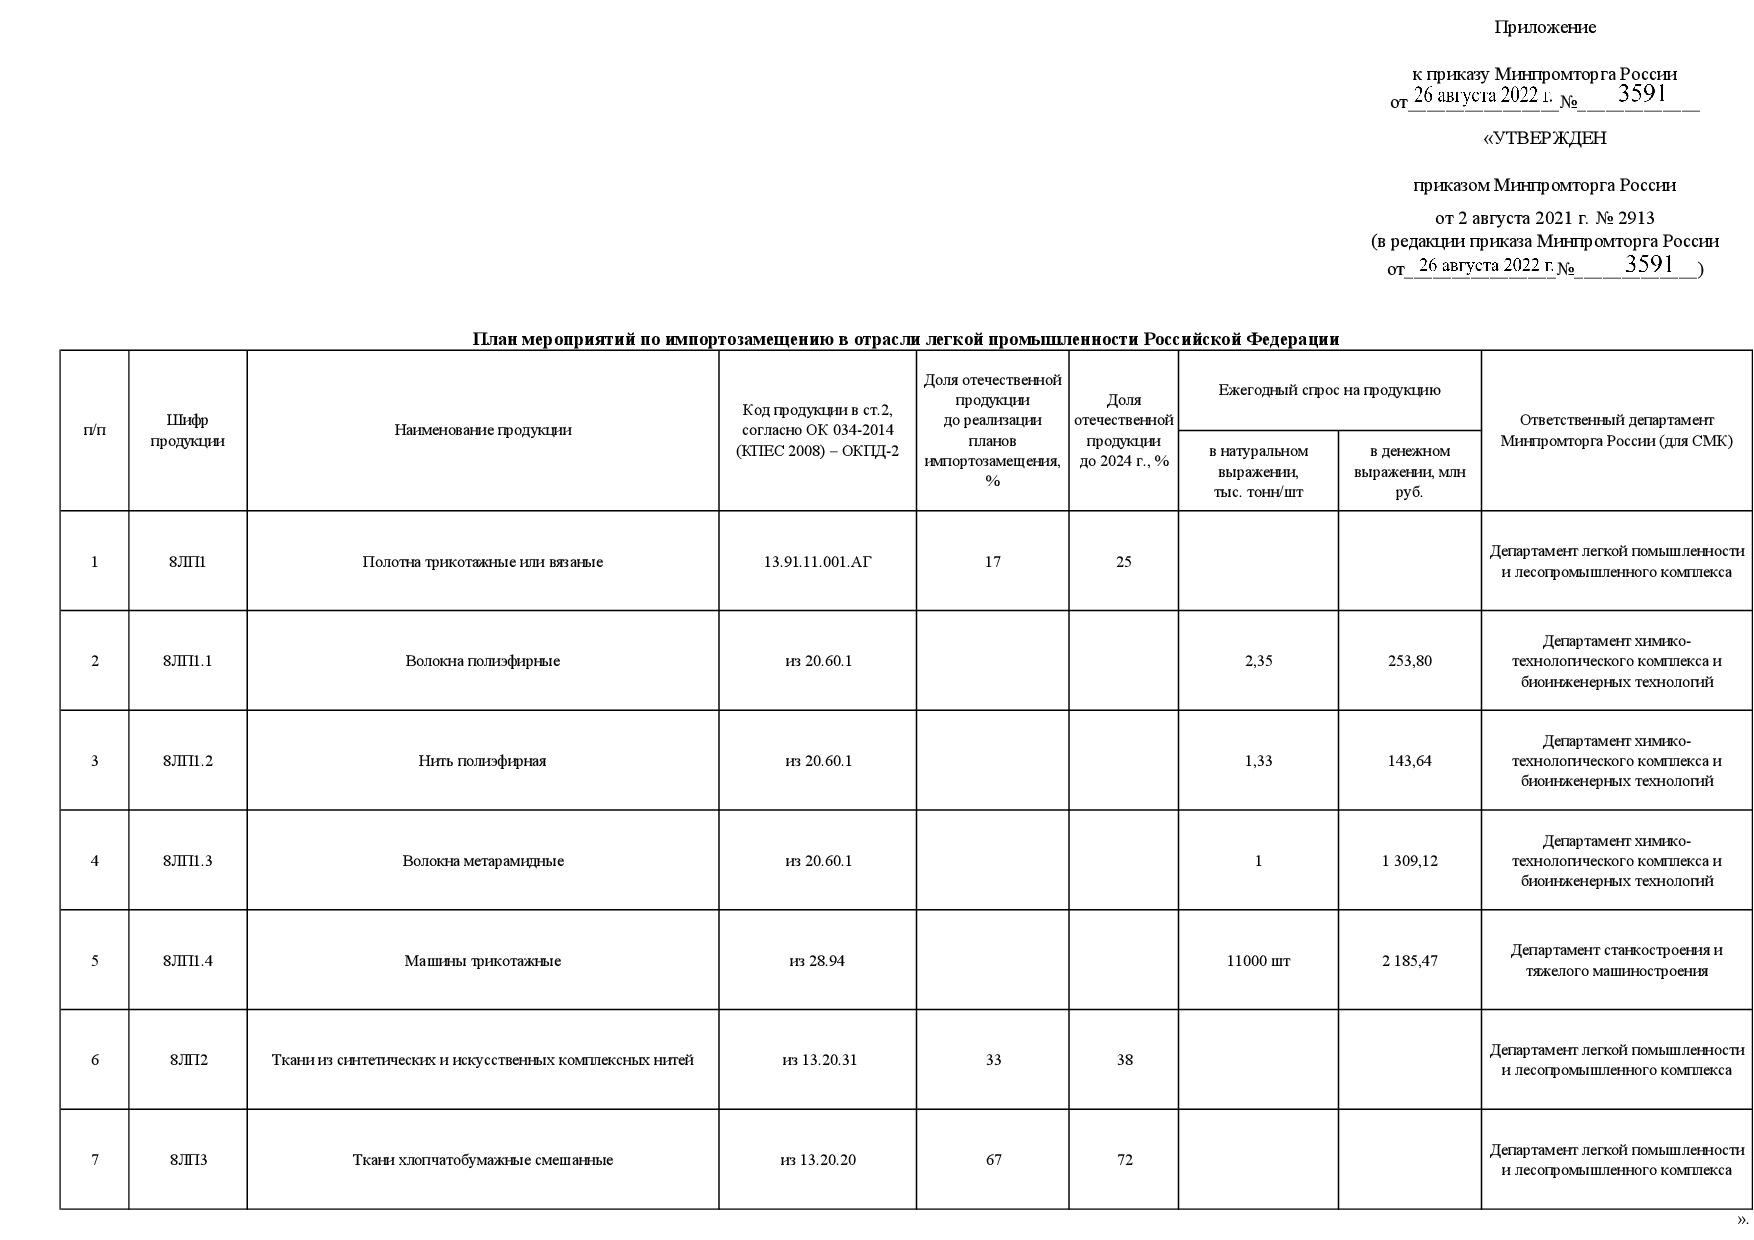 Приложение
к приказу Минпромторга России
от 26 августа 2022 г. № 3591
«УТВЕРЖДЕН
приказом Минпромторга России
от 2 августа 2021 г. № 2913
(в редакции приказа Минпромторга России
от 26 августа 2022 г. № 3591)
План мероприятий по импортозамещению в отрасли легкой промышленности Российской Федерации
п/п
Шифр
продукции
Наименование продукции
Код продукции в ст.2,
согласно ОК 034-2014
(КПЕС 2008) – ОКПД-2
Доля отечественной
продукции
до реализации
планов
импортозамещения,
%
Доля
отечественной
продукции
до 2024 г., %
Ежегодный спрос на продукцию
в натуральном
выражении,
тыс. тонн/шт
в денежном
выражении, млн
руб.
Ответственный департамент
Минпромторга России (для СМК)
1
8ЛП1
Полотна трикотажные или вязаные
13.91.11.001.АГ
17
25
Департамент легкой помышленности
и лесопромышленного комплекса
2
8ЛП1.1
Волокна полиэфирные
из 20.60.1
2,35
253,80
Департамент химико-
технологического комплекса и
биоинженерных технологий
3
8ЛП1.2
Нить полиэфирная
из 20.60.1
1,33
143,64
Департамент химико-
технологического комплекса и
биоинженерных технологий
4
8ЛП1.3
Волокна метарамидные
из 20.60.1
1
1 309,12
Департамент химико-
технологического комплекса и
биоинженерных технологий
5
8ЛП1.4
Машины трикотажные
из 28.94
11000 шт
2 185,47
Департамент станкостроения и
тяжелого машиностроения
6
8ЛП2
Ткани из синтетических и искусственных комплексных нитей
из 13.20.31
33
38
Департамент легкой помышленности
и лесопромышленного комплекса
7
8ЛП3
Ткани хлопчатобумажные смешанные
из 13.20.20
67
72
Департамент легкой помышленности
и лесопромышленного комплекса
».